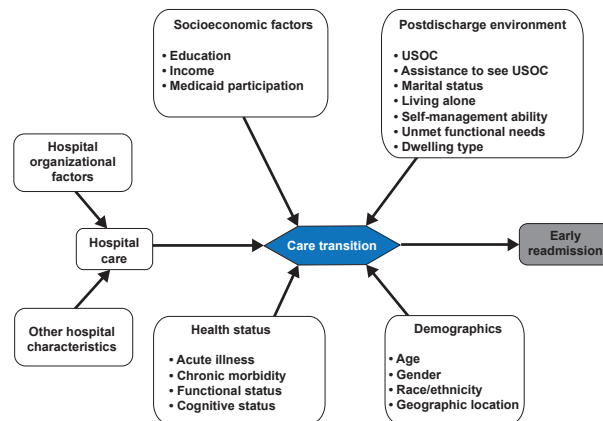 Socioeconomic factors
• Education
• Income
• Medicaid participation
Postdischarge environment
• USOC
• Assistance to see USOC
• Marital status
• Living alone
• Self-management ability
• Unmet functional needs
• Dwelling type
Hospital
organizational
factors
Hospital
care
Care transition
Early
readmission
Other hospital
characteristics
Health status
• Acute illness
• Chronic morbidity
• Functional status
• Cognitive status
Demographics
• Age
• Gender
• Race/ethnicity
• Geographic location